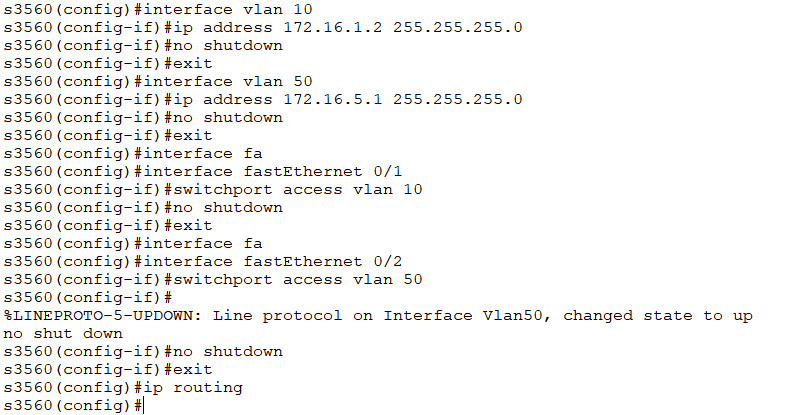 s3560(config)#interface vlan 10
s3560(config-if)#ip address 172.16.1.2 255.255.255.0
s3560(config-if)#no shutdown
s3560(config-if)#exit
s3560(config)#interface vlan 50
s3560(config-if)#ip address 172.16.5.1 255.255.255.0
s3560(config-if)#no shutdown
s3560(config-if)#exit
s3560(config)#interface fa
s3560(config)#interface fastEthernet 0/1
s3560(config-if)#switchport access vlan 10
s3560(config-if)#no shutdown
s3560(config-if)#exit
s3560(config)#interface fa
s3560(config)#interface fastEthernet 0/2
s3560(config-if)#switchport access vlan 50
s3560(config-if)#
%LINEPROTO-5-UPDOWN: Line protocol on Interface Vlan50, changed state to up
no shut down
s3560(config-if)#no shutdown
s3560(config-if)#exit
s3560(config)#ip routing
s3560(config)#